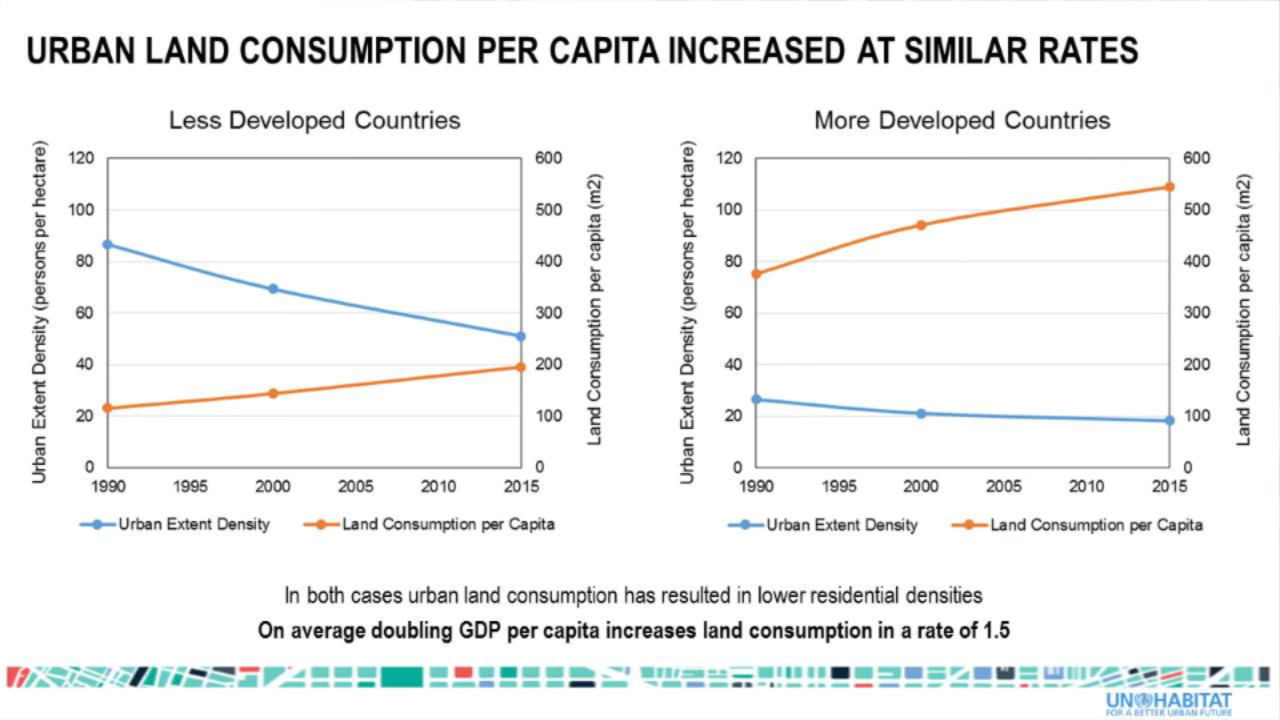 URBAN LAND CONSUMPTION PER CAPITA INCREASED AT SIMILAR RATES
Less Developed Countries
Urban Extent Density (persons per hectare)
120
100
80
60
40
20
0
600
500
400
300
200
100
0
Land Consumption per capita (m2)
1990 1995 2000 2005 2010 2015
Urban Extent Density Land Consumption per Capita
More Developed Countries
Urban Extent Density (persons per hectare)
120
100
80
60
40
20
0
600
500
400
300
200
100
0
Land Consumption per capita (m2)
1990 1995 2000 2005 2010 2015
Urban Extent Density Land Consumption per Capita
In both cases urban land consumption has resulted in lower residential densities
On average doubling GDP per capita increases land consumption in a rate of 1.5
UN HABITAT
FOR A BETTER URBAN FUTURE